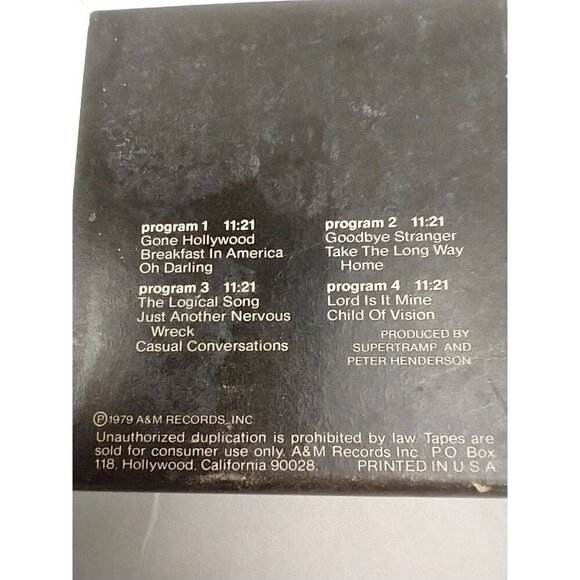 program 1 11:21
Gone Hollywood
Breakfast In America
Oh Darling
program 2 11:21
Goodbye Stranger
Take The Long Way
Home
program 3 11:21
The Logical Song
Just Another Nervous
Wreck
Casual Conversations
program 4 11:21
Lord Is It Mine
Child Of Vision
PRODUCED BY
SUPERTRAMP AND
PETER HENDERSON
Ⓟ1979 A&M RECORDS, INC
Unauthorized duplication is prohibited by law Tapes are
sold for consumer use only. A&M Records Inc. P.O. Box
118, Hollywood, California 90028. PRINTED IN U.S.A